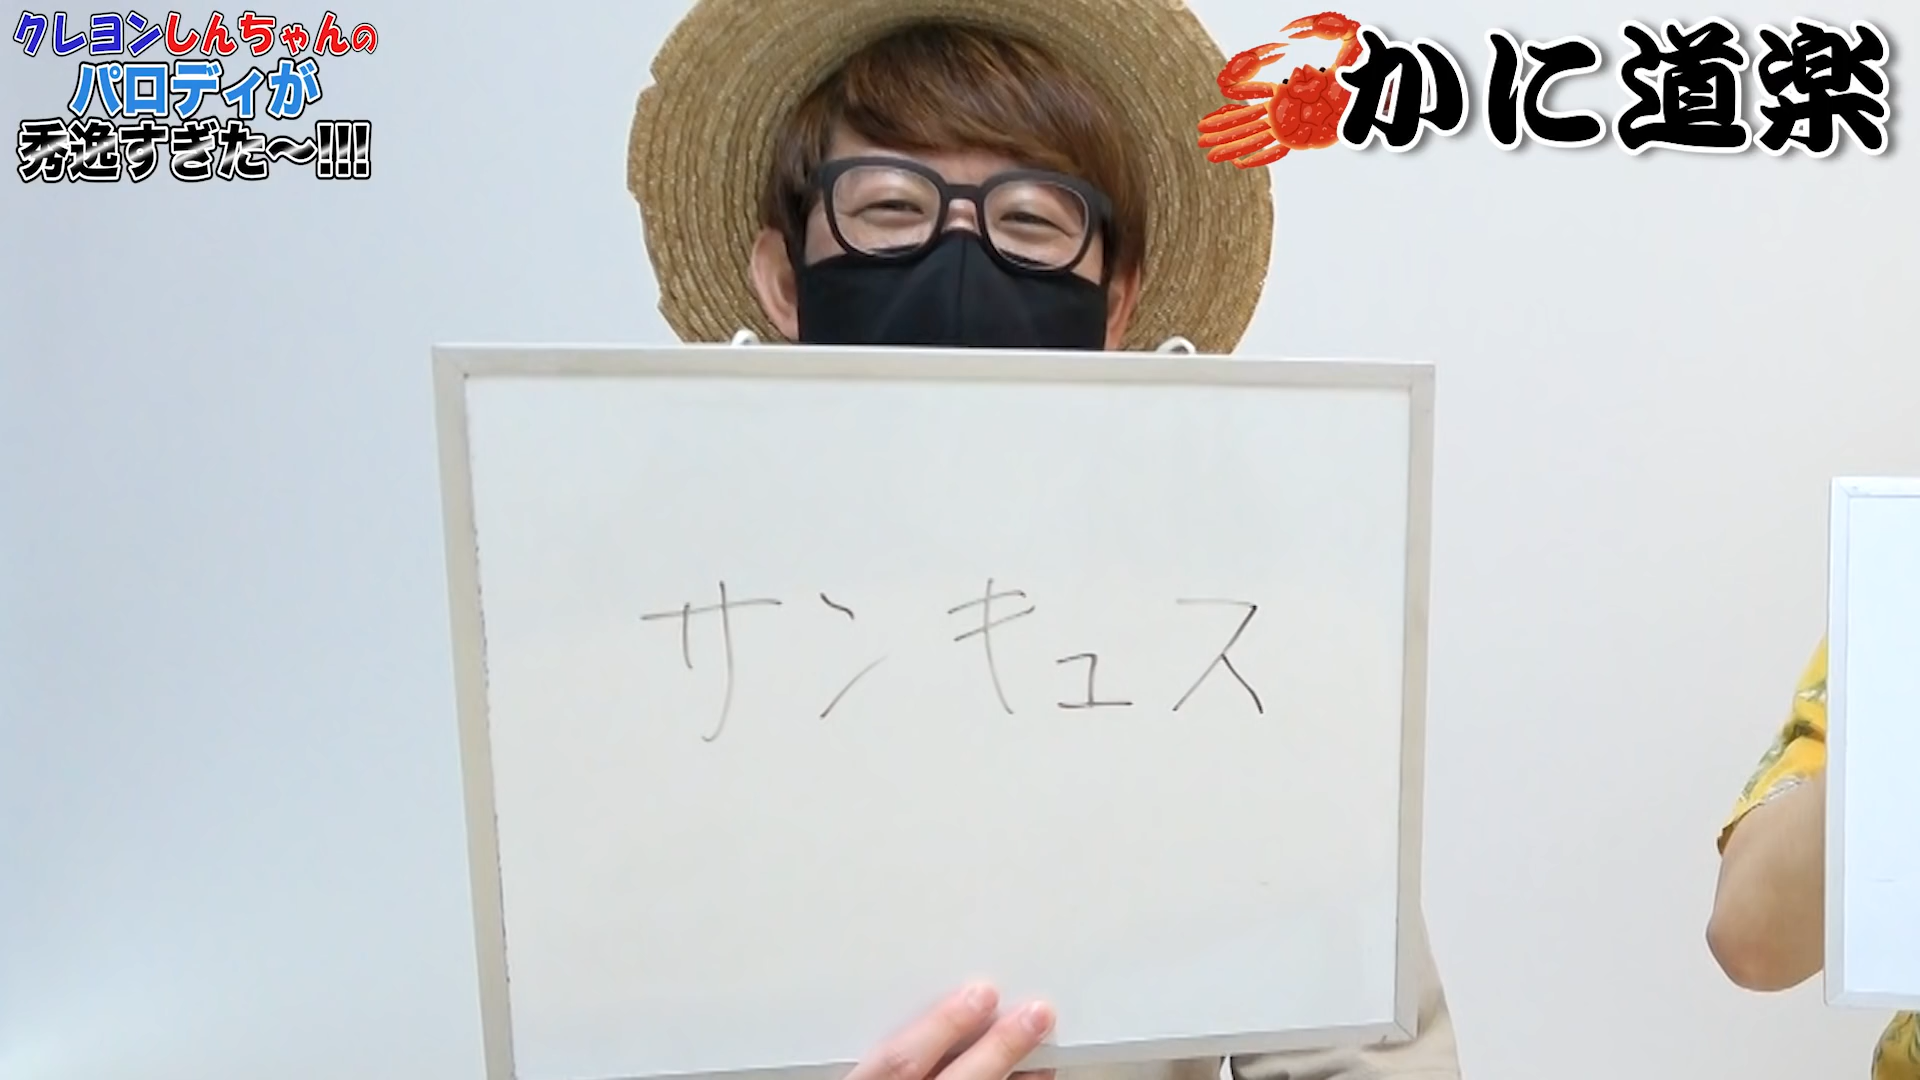 クレヨンしんちゃんの
パロディが
秀逸すぎた〜!!!
かに道楽
サンキュス